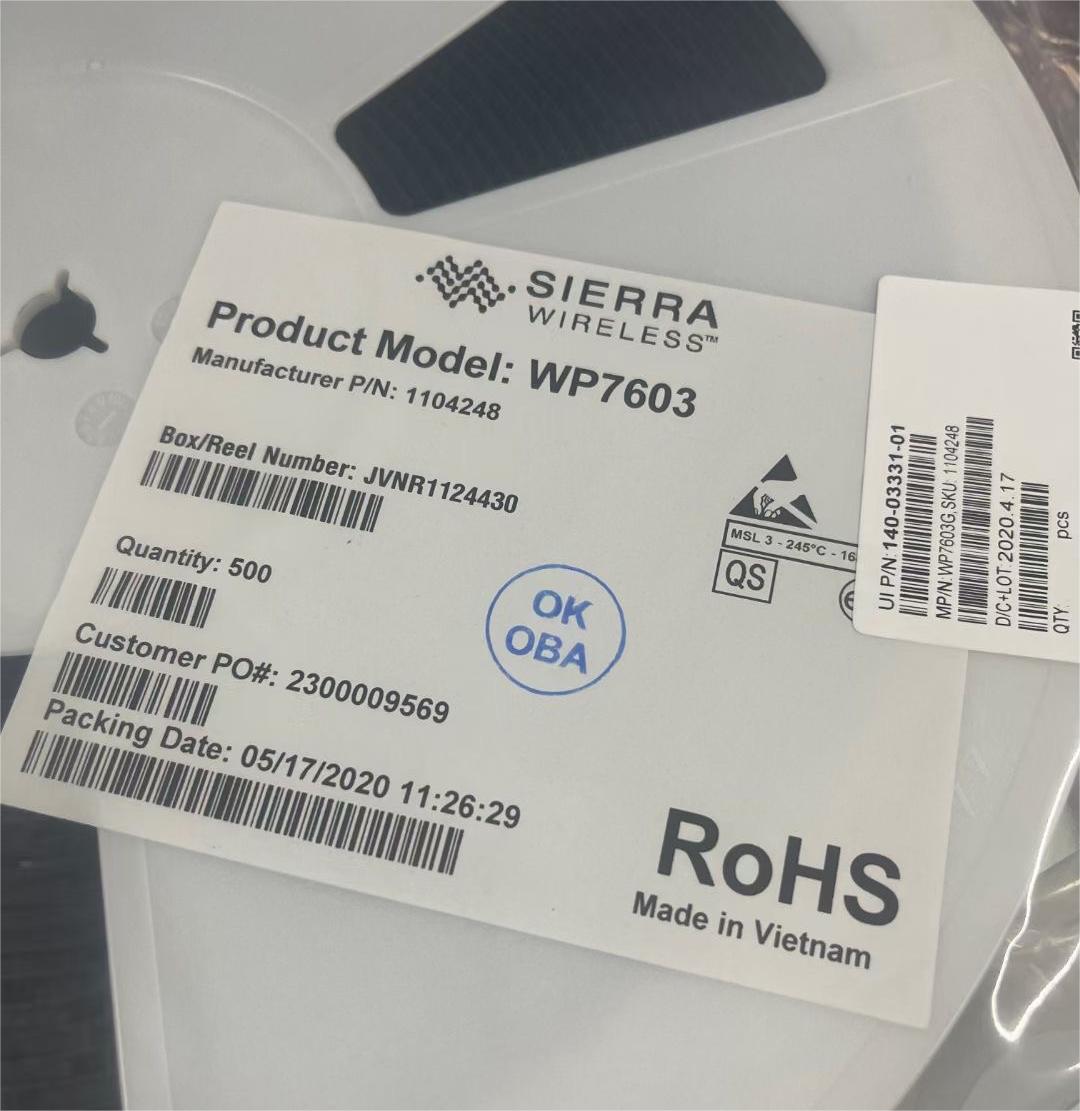 SIERRA
WIRELESS™
Product Model: WP7603
Manufacturer P/N: 1104248
Box/Reel Number: JVNR1124430
Quantity: 500
Customer PO#: 2300009569
Packing Date: 05/17/2020 11:26:29
MSL 3 - 245°C - 16
QS
e
OK
OBA
RoHS
Made in Vietnam
UI P/N: 140-03331-01
MP/N: WP7603G,SKU: 1104248
D/C+LOT: 2020.4.17
QTY: pcs